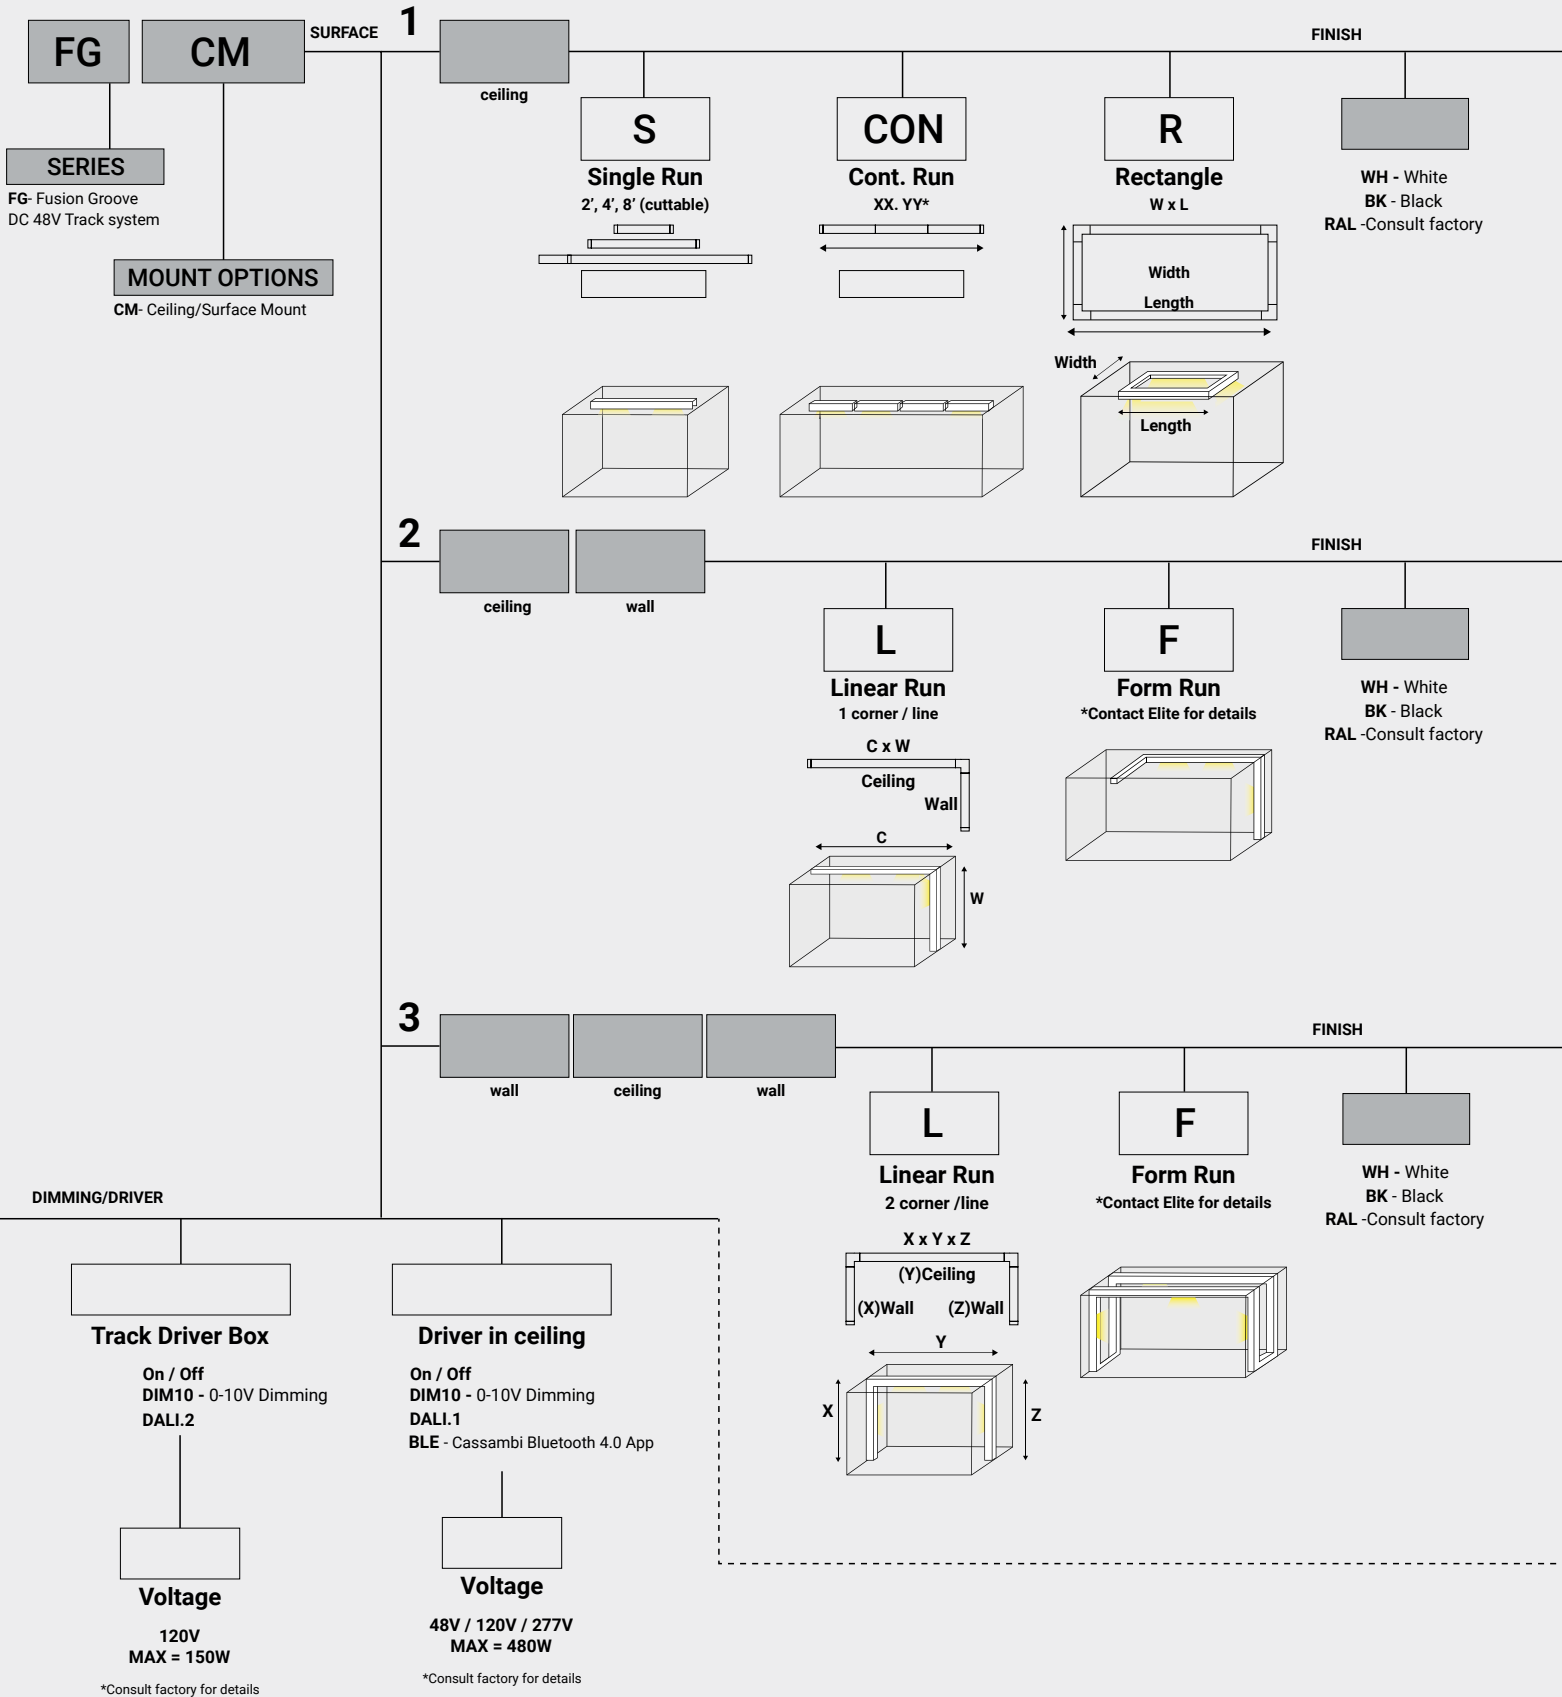 FG
CM
SURFACE
1
ceiling
FINISH
SERIES
FG- Fusion Groove
DC 48V Track system
MOUNT OPTIONS
CM- Ceiling/Surface Mount
S
Single Run
2’, 4’, 8’ (cuttable)
CON
Cont. Run
XX. YY*
R
Rectangle
W x L
Width
Length
Width
Length
WH - White
BK - Black
RAL -Consult factory
2
ceiling
wall
FINISH
L
Linear Run
1 corner / line
C x W
Ceiling
Wall
C
W
F
Form Run
*Contact Elite for details
WH - White
BK - Black
RAL -Consult factory
3
wall
ceiling
wall
FINISH
L
Linear Run
2 corner /line
X x Y x Z
(Y)Ceiling
(X)Wall
(Z)Wall
Y
X
Z
F
Form Run
*Contact Elite for details
WH - White
BK - Black
RAL -Consult factory
DIMMING/DRIVER
Track Driver Box
On / Off
DIM10 - 0-10V Dimming
DALI.2
Voltage
120V
MAX = 150W
*Consult factory for details
Driver in ceiling
On / Off
DIM10 - 0-10V Dimming
DALI.1
BLE - Cassambi Bluetooth 4.0 App
Voltage
48V / 120V / 277V
MAX = 480W
*Consult factory for details